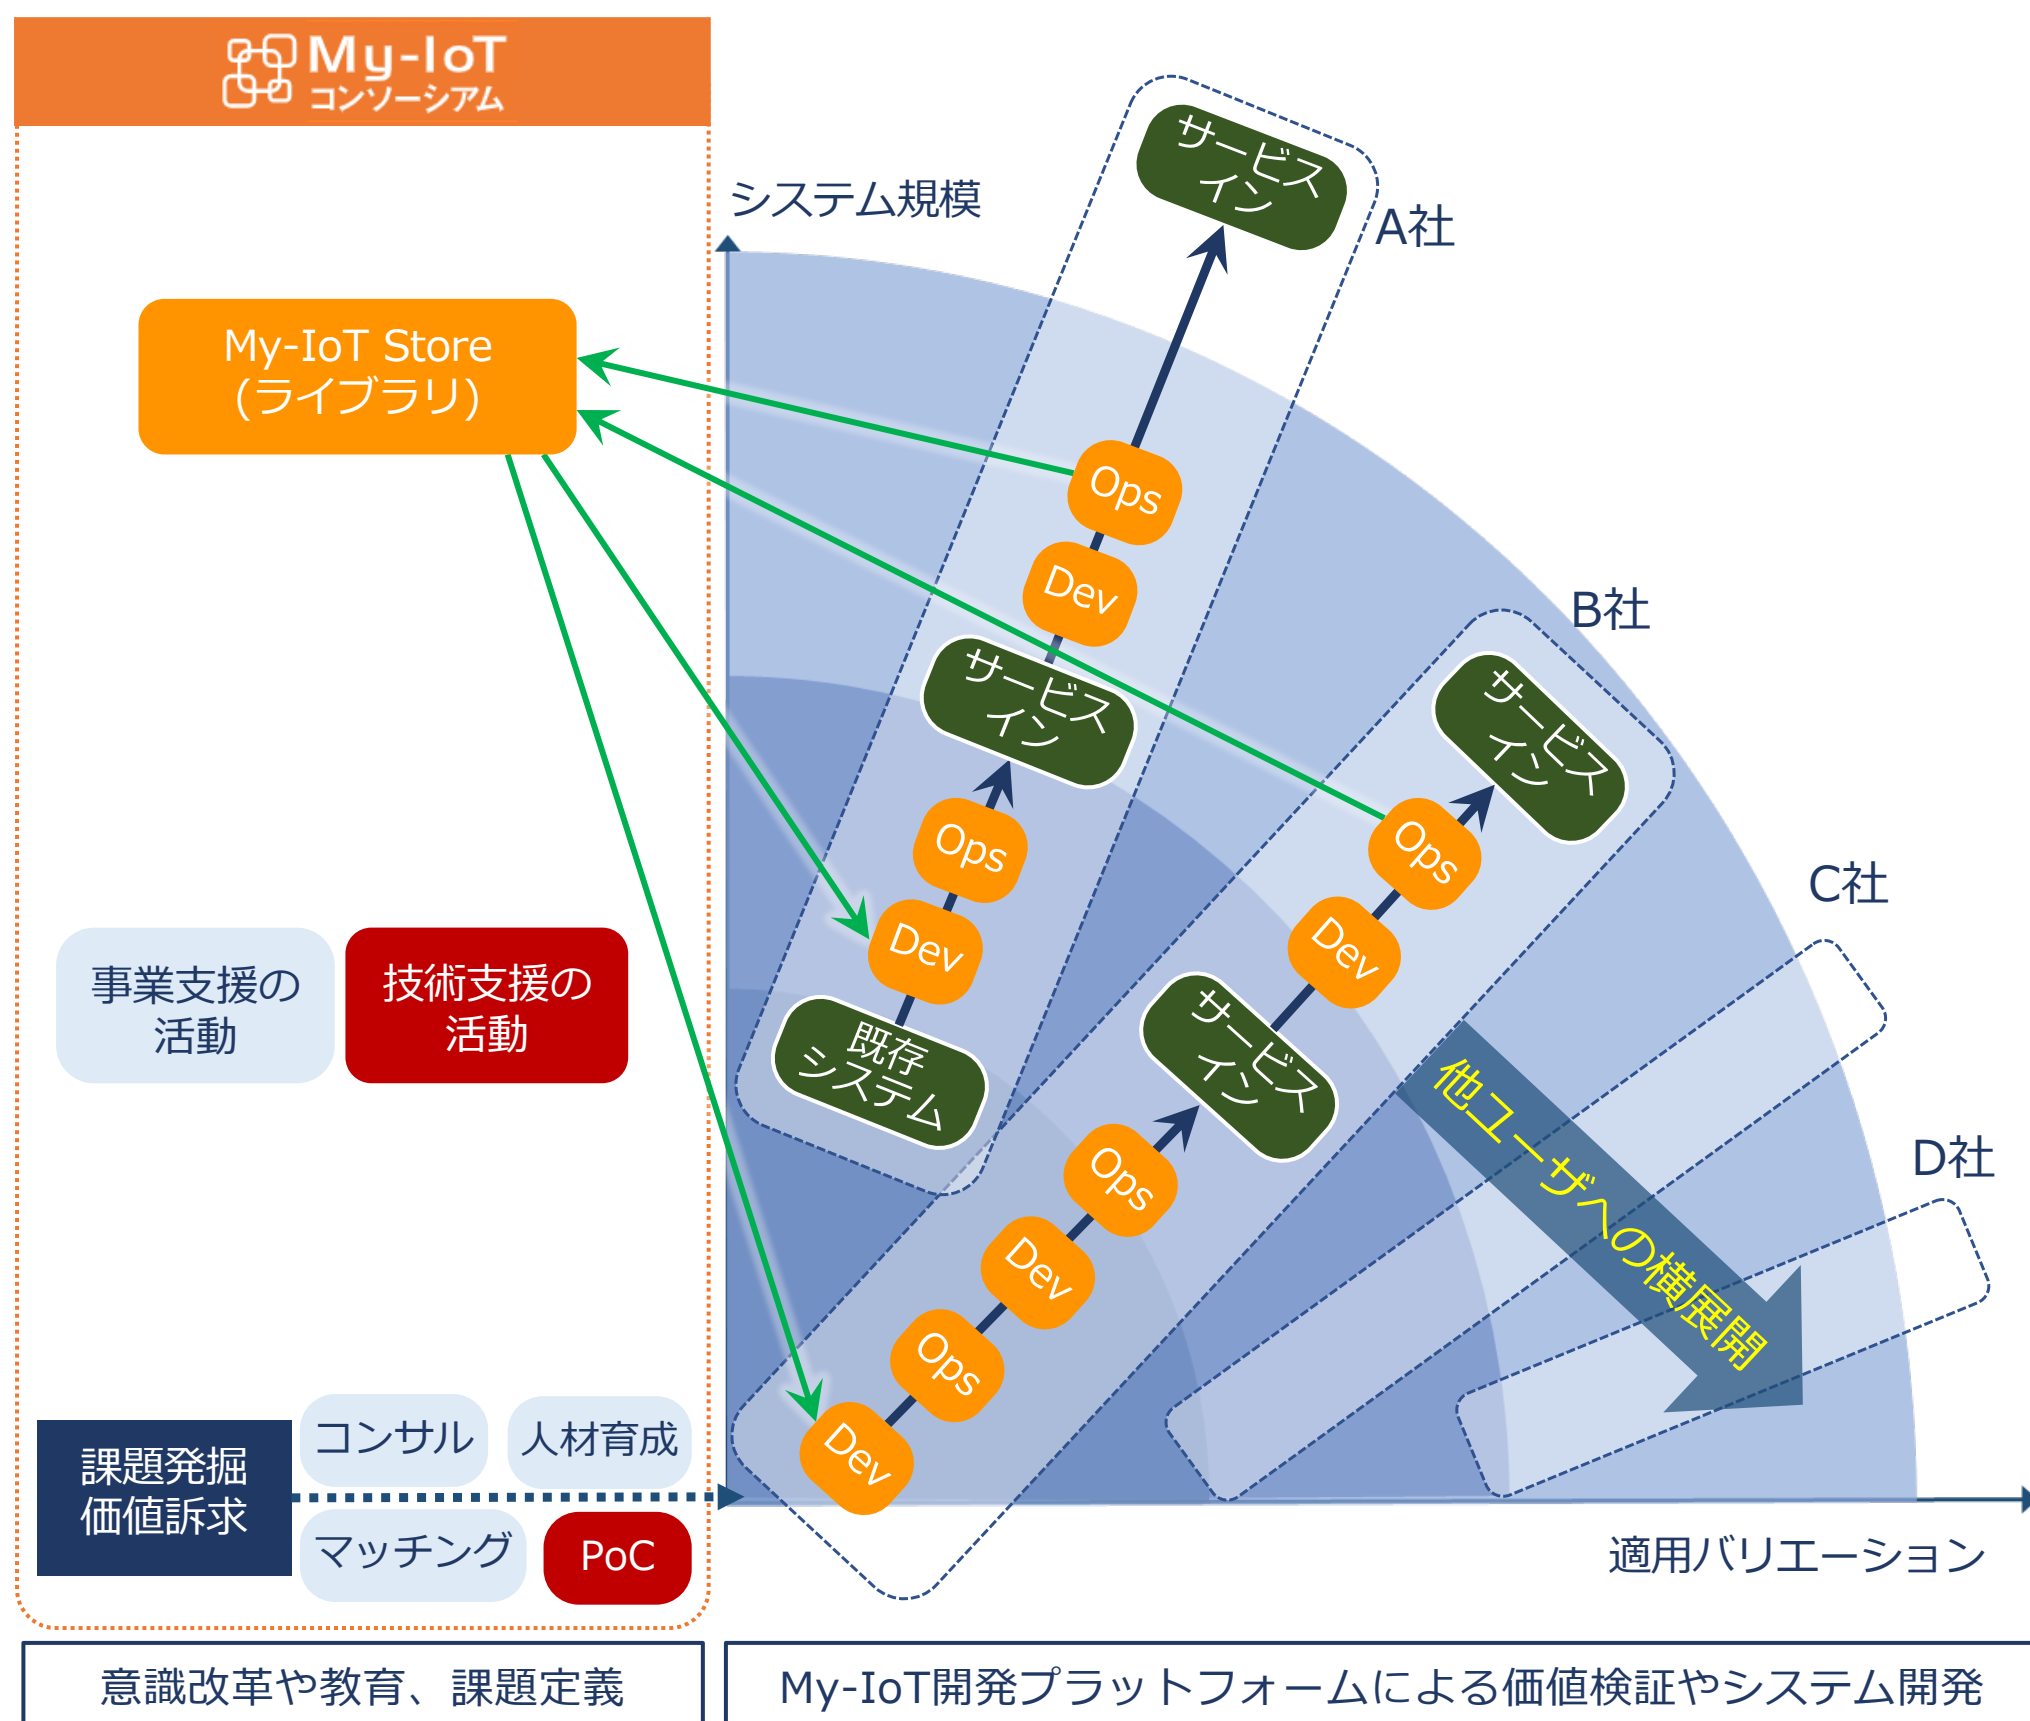 My-IoT
コンソーシアム
システム規模
My-IoT Store
(ライブラリ)
事業支援の
活動
技術支援の
活動
課題発掘
価値訴求
コンサル
人材育成
マッチング
PoC
A社
サービス
イン
Ops
Dev
サービス
イン
Ops
Dev
既存
システム
B社
サービス
イン
Ops
Dev
サービス
イン
Ops
Dev
Ops
Dev
C社
D社
他ユーザへの横展開
適用バリエーション
意識改革や教育、課題定義
My-IoT開発プラットフォームによる価値検証やシステム開発